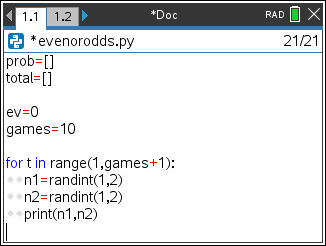 1.1 1.2 *Doc RAD
*evenorodds.py 21/21
prob=[]
total=[]
ev=0
games=10
for t in range(1,games+1):
n1=randint(1,2)
n2=randint(1,2)
print(n1,n2)